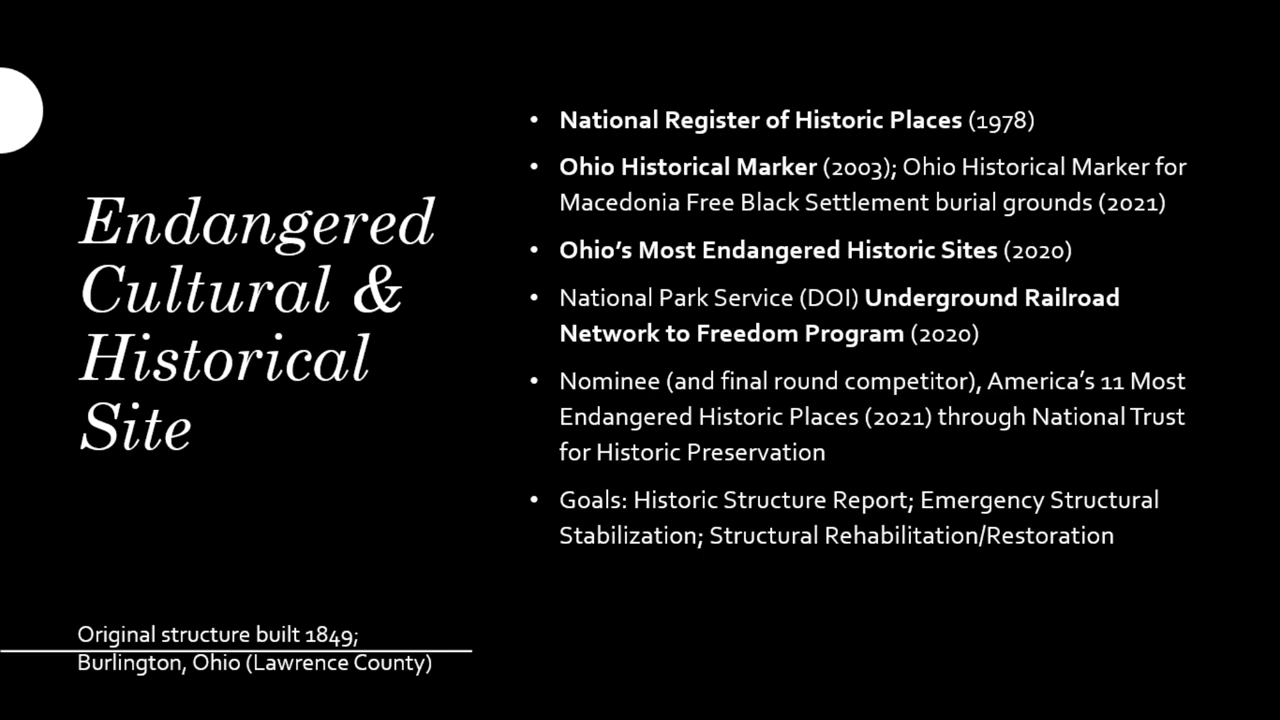 Endangered
Cultural &
Historical
Site
Original structure built 1849;
Burlington, Ohio (Lawrence County)
• National Register of Historic Places (1978)
• Ohio Historical Marker (2003); Ohio Historical Marker for
Macedonia Free Black Settlement burial grounds (2021)
• Ohio’s Most Endangered Historic Sites (2020)
• National Park Service (DOI) Underground Railroad
Network to Freedom Program (2020)
• Nominee (and final round competitor), America’s 11 Most
Endangered Historic Places (2021) through National Trust
for Historic Preservation
• Goals: Historic Structure Report; Emergency Structural
Stabilization; Structural Rehabilitation/Restoration